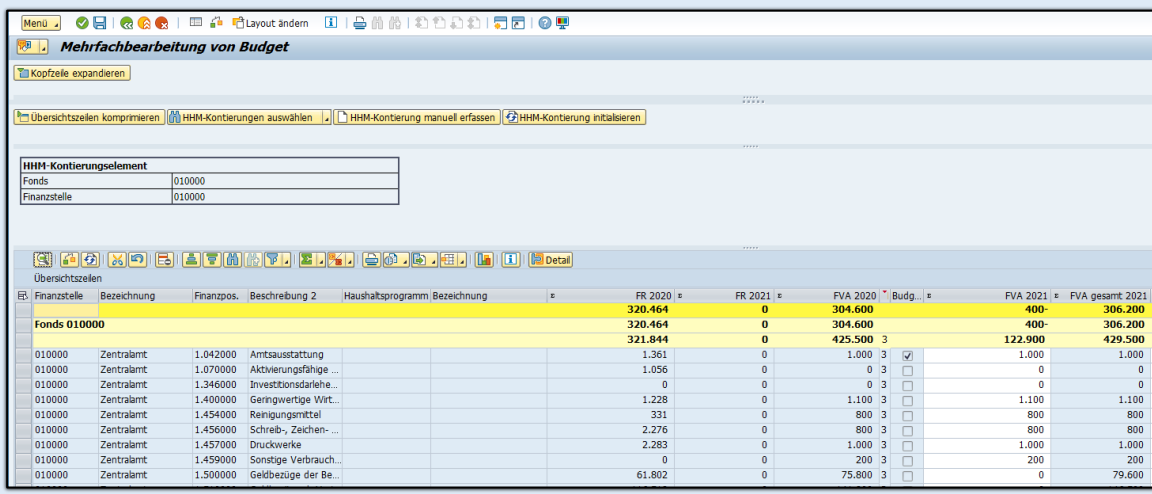 Menü Layout ändern
Mehrfachbearbeitung von Budget
Kopfzeile expandieren
Übersichtszeilen komprimieren HHM-Kontierungen auswählen HHM-Kontierung manuell erfassen HHM-Kontierung initialisieren
HHM-Kontierungselement
Fonds 010000
Finanzstelle 010000
Detail
Übersichtszeilen
Finanzstelle Bezeichnung Finanzpos. Beschreibung 2 Haushaltsprogramm Bezeichnung Σ FR 2020 Σ FR 2021 Σ FVA 2020 Budg... Σ FVA 2021 Σ FVA gesamt 2021
320.464 0 304.600 400- 306.200
Fonds 010000 320.464 0 304.600 400- 306.200
321.844 0 425.500 3 122.900 429.500
010000 Zentralamt 1.042000 Amtsausstattung 1.361 0 1.000 3 1.000 1.000
010000 Zentralamt 1.070000 Aktivierungsfähige ... 1.056 0 0 3 0 0
010000 Zentralamt 1.346000 Investitionsdarlehe... 0 0 0 3 0 0
010000 Zentralamt 1.400000 Geringwertige Wirt... 1.228 0 1.100 3 1.100 1.100
010000 Zentralamt 1.454000 Reinigungsmittel 331 0 800 3 800 800
010000 Zentralamt 1.456000 Schreib-, Zeichen- ... 2.276 0 800 3 800 800
010000 Zentralamt 1.457000 Druckwerke 2.283 0 1.000 3 1.000 1.000
010000 Zentralamt 1.459000 Sonstige Verbrauch... 0 0 200 3 200 200
010000 Zentralamt 1.500000 Geldbezüge der Be... 61.802 0 75.800 3 0 79.600